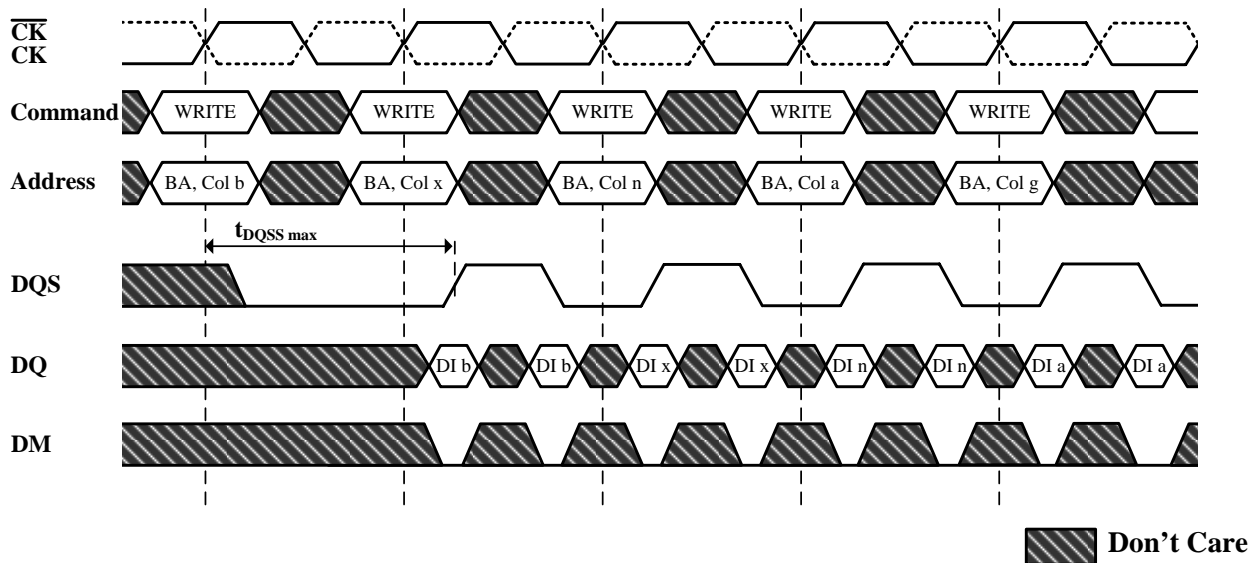 C̅K̅
CK
Command WRITE WRITE WRITE WRITE WRITE
Address BA, Col b BA, Col x BA, Col n BA, Col a BA, Col g
tDQSS max
DQS
DQ DI b DI b DI x DI x DI n DI n DI a DI a
DM
Don't Care